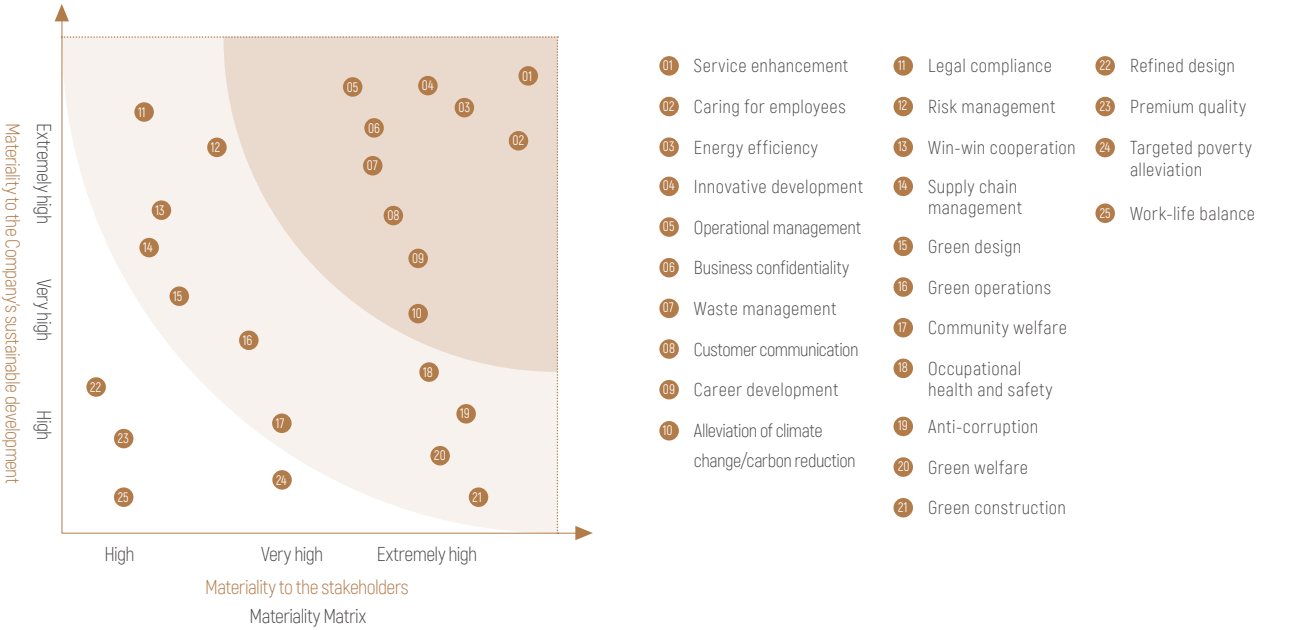 Materiality to the Company's sustainable development
Extremely high
Very high
High
01
05
04
03
11
06
02
12
07
13
08
14
09
15
10
16
18
22
19
17
23
20
24
25
21
High
Very high
Extremely high
Materiality to the stakeholders
Materiality Matrix
01 Service enhancement
02 Caring for employees
03 Energy efficiency
04 Innovative development
05 Operational management
06 Business confidentiality
07 Waste management
08 Customer communication
09 Career development
10 Alleviation of climate
change/carbon reduction
11 Legal compliance
12 Risk management
13 Win-win cooperation
14 Supply chain
management
15 Green design
16 Green operations
17 Community welfare
18 Occupational
health and safety
19 Anti-corruption
20 Green welfare
21 Green construction
22 Refined design
23 Premium quality
24 Targeted poverty
alleviation
25 Work-life balance